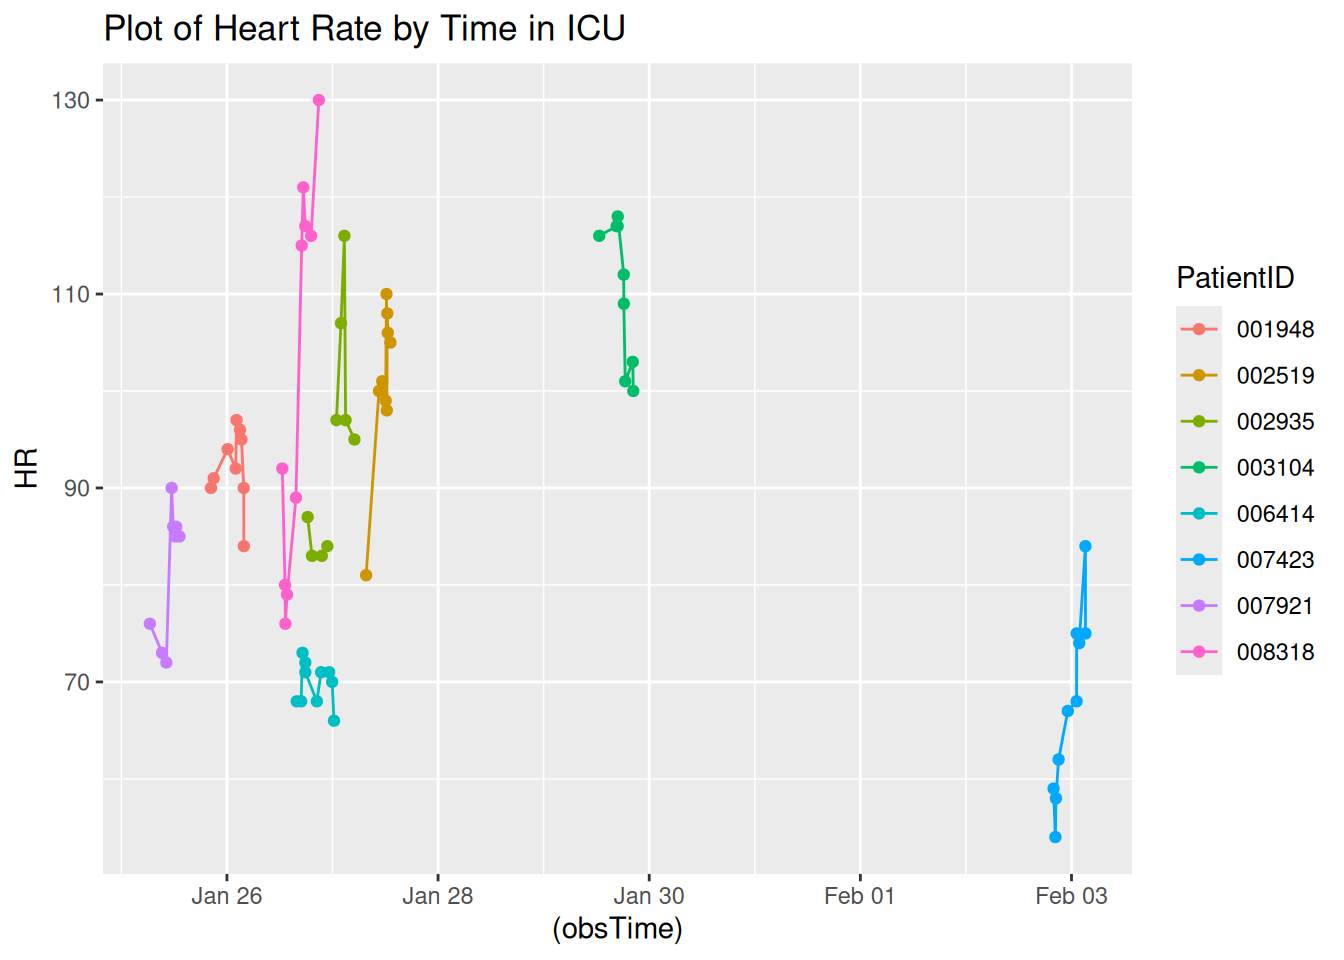 Plot of Heart Rate by Time in ICU
130
110
90
70
HR
Jan 26
Jan 28
Jan 30
Feb 01
Feb 03
(obsTime)
PatientID
001948
002519
002935
003104
006414
007423
007921
008318